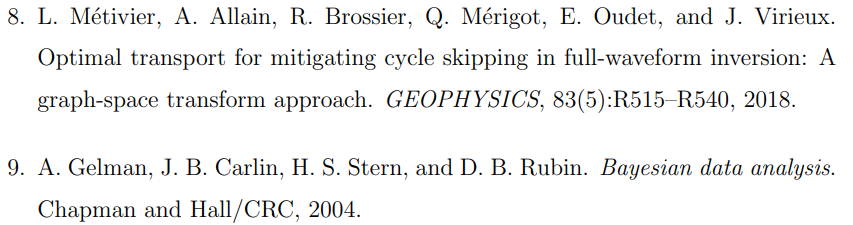 8. L. Métivier, A. Allain, R. Brossier, Q. Mérigot, E. Oudet, and J. Virieux.
Optimal transport for mitigating cycle skipping in full-waveform inversion: A
graph-space transform approach. GEOPHYSICS, 83(5):R515–R540, 2018.
9. A. Gelman, J. B. Carlin, H. S. Stern, and D. B. Rubin. Bayesian data analysis.
Chapman and Hall/CRC, 2004.